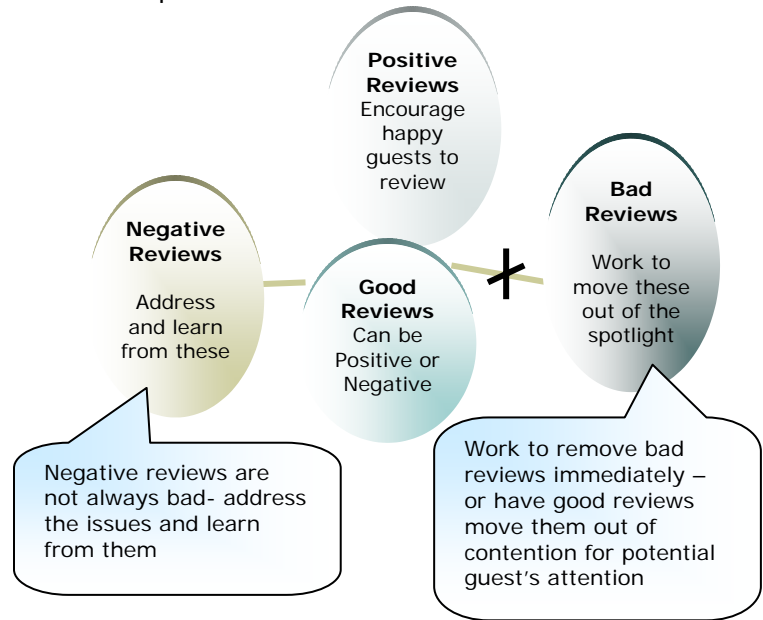 Positive
Reviews
Encourage
happy
guests to
review
Negative
Reviews
Address
and learn
from these
Good
Reviews
Can be
Positive or
Negative
Bad
Reviews
Work to
move these
out of the
spotlight
Negative reviews are
not always bad- address
the issues and learn
from them
Work to remove bad
reviews immediately –
or have good reviews
move them out of
contention for potential
guest's attention